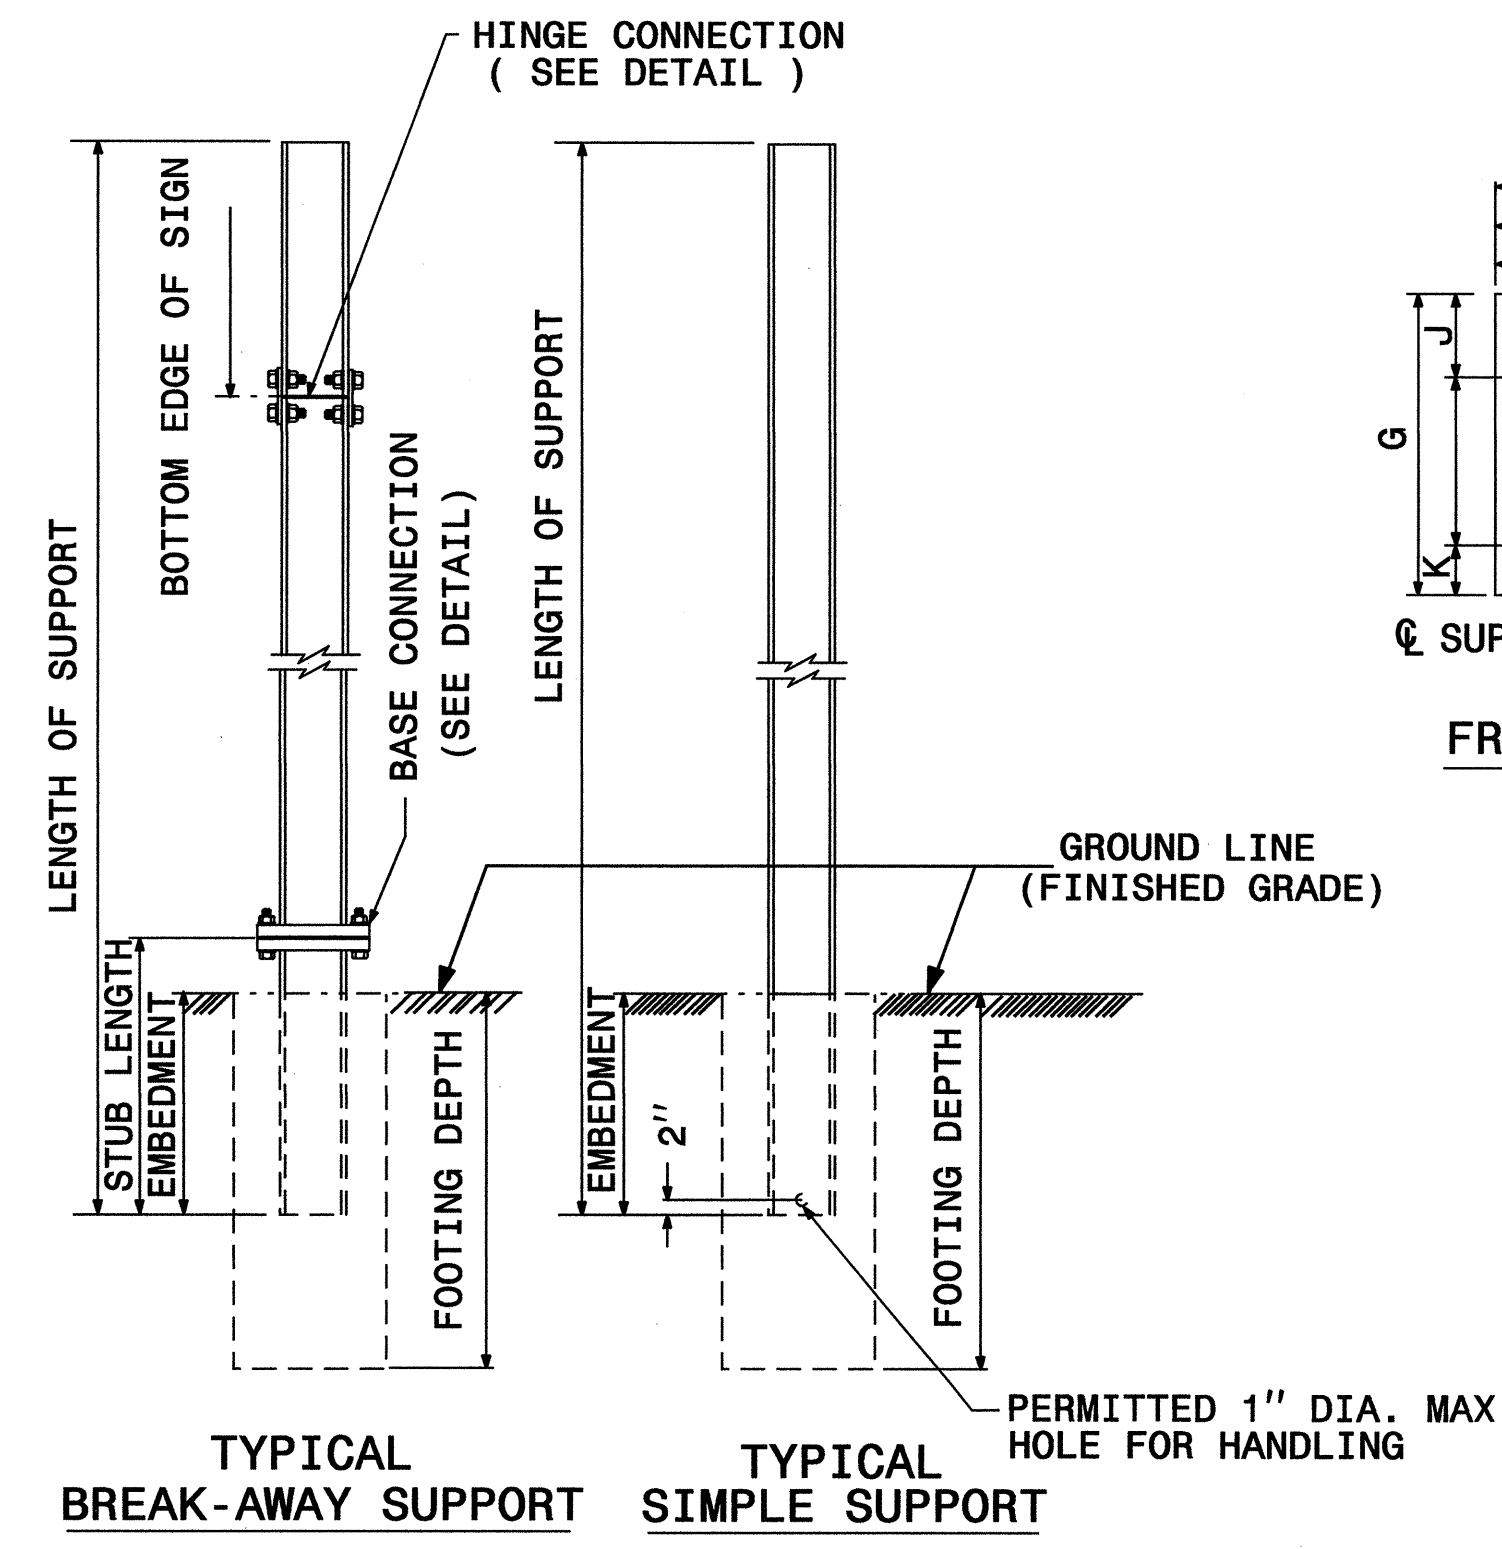 HINGE CONNECTION
( SEE DETAIL )
BOTTOM EDGE OF SIGN
LENGTH OF SUPPORT
BASE CONNECTION
(SEE DETAIL)
STUB LENGTH
EMBEDMENT
FOOTING DEPTH
TYPICAL
BREAK-AWAY SUPPORT
LENGTH OF SUPPORT
GROUND LINE
(FINISHED GRADE)
EMBEDMENT
2"
FOOTING DEPTH
PERMITTED 1" DIA. MAX
HOLE FOR HANDLING
TYPICAL
SIMPLE SUPPORT
J
G
K
℄ SUP
FR